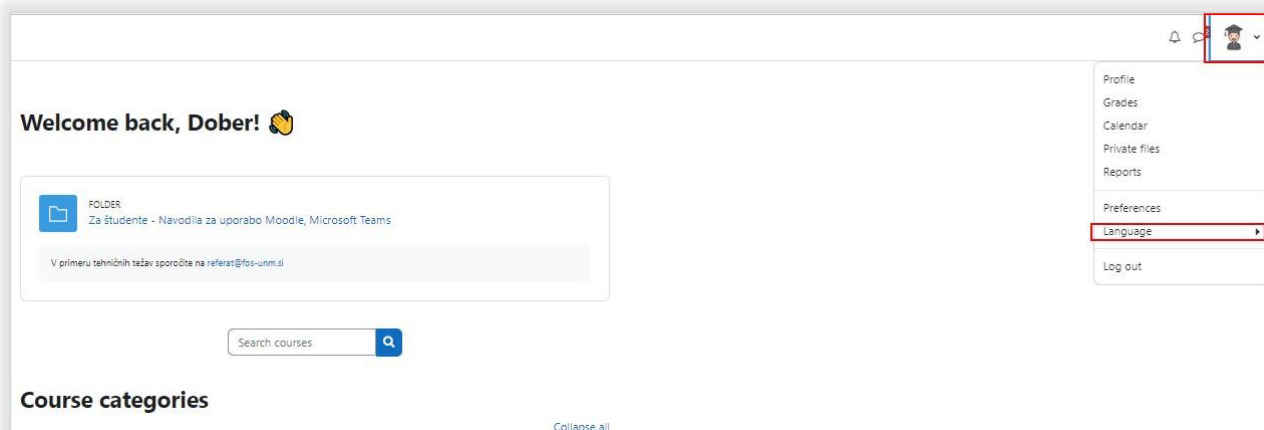 Profile
Grades
Calendar
Private files
Reports
Preferences
Language
Log out
Welcome back, Dober!
FOLDER
Za študente - Navodila za uporabo Moodle, Microsoft Teams
V primeru tehničnih težav sporočite na referat@fos-unm.si
Search courses
Course categories
Collapse all